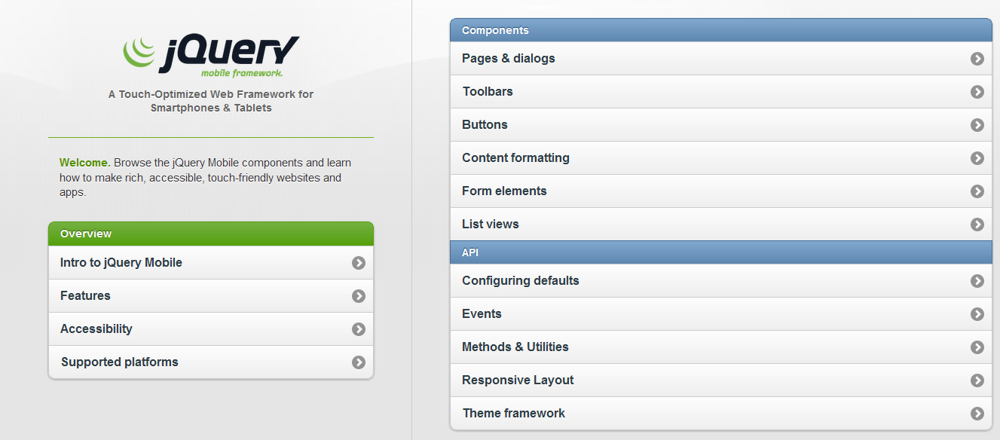 jQuery
mobile framework.
A Touch-Optimized Web Framework for
Smartphones & Tablets
Welcome. Browse the jQuery Mobile components and learn
how to make rich, accessible, touch-friendly websites and
apps.
Overview
Intro to jQuery Mobile
Features
Accessibility
Supported platforms
Components
Pages & dialogs
Toolbars
Buttons
Content formatting
Form elements
List views
API
Configuring defaults
Events
Methods & Utilities
Responsive Layout
Theme framework